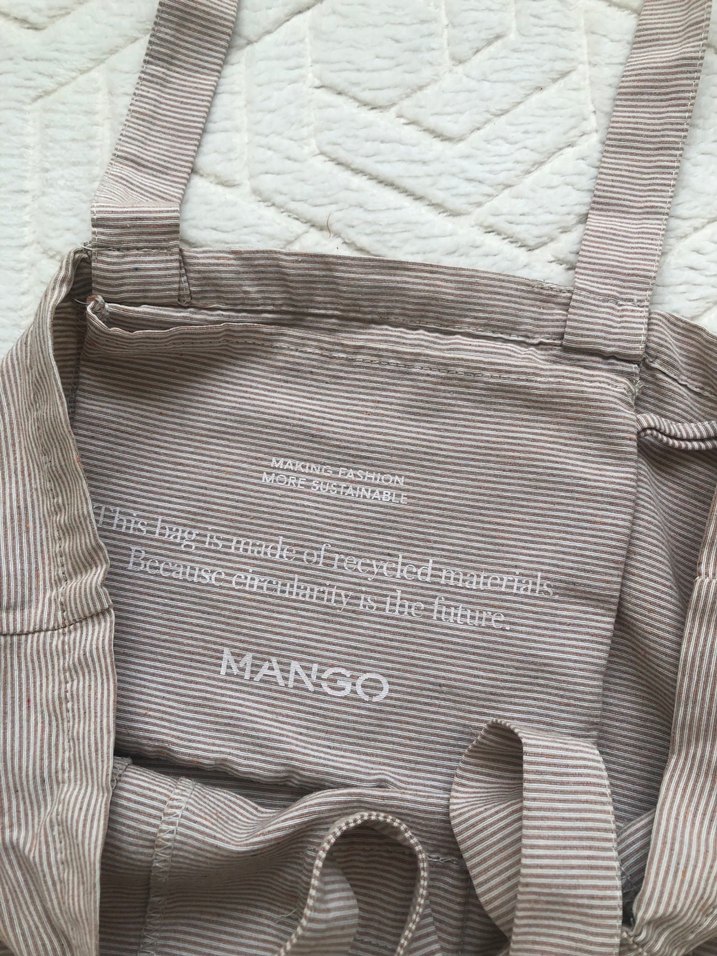 MAKING FASHION
MORE SUSTAINABLE
This bag is made of recycled materials.
Because circularity is the future.
MANGO